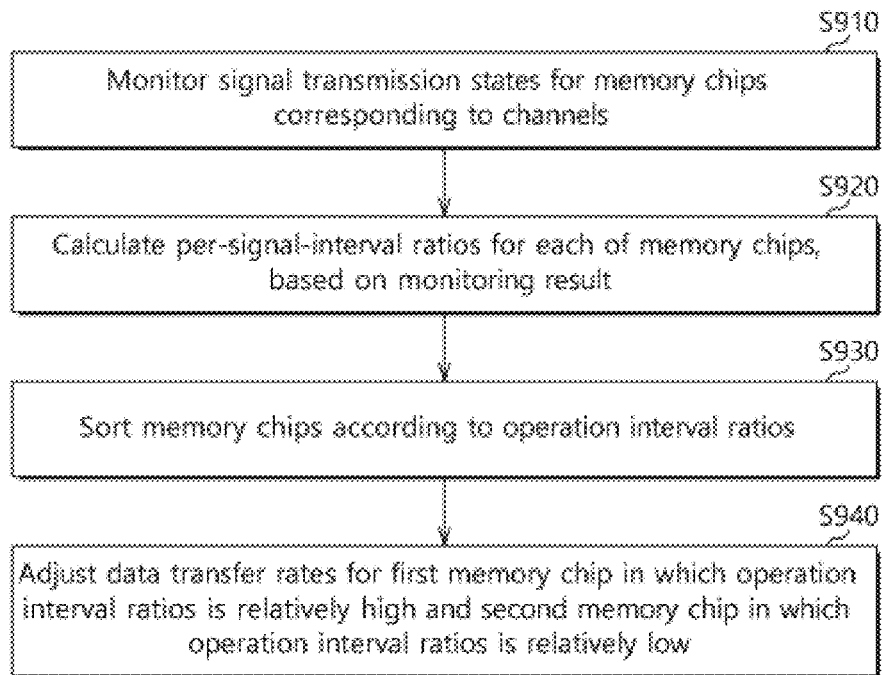 S910
Monitor signal transmission states for memory chips
corresponding to channels
S920
Calculate per-signal-interval ratios for each of memory chips,
based on monitoring result
S930
Sort memory chips according to operation interval ratios
S940
Adjust data transfer rates for first memory chip in which operation
interval ratios is relatively high and second memory chip in which
operation interval ratios is relatively low